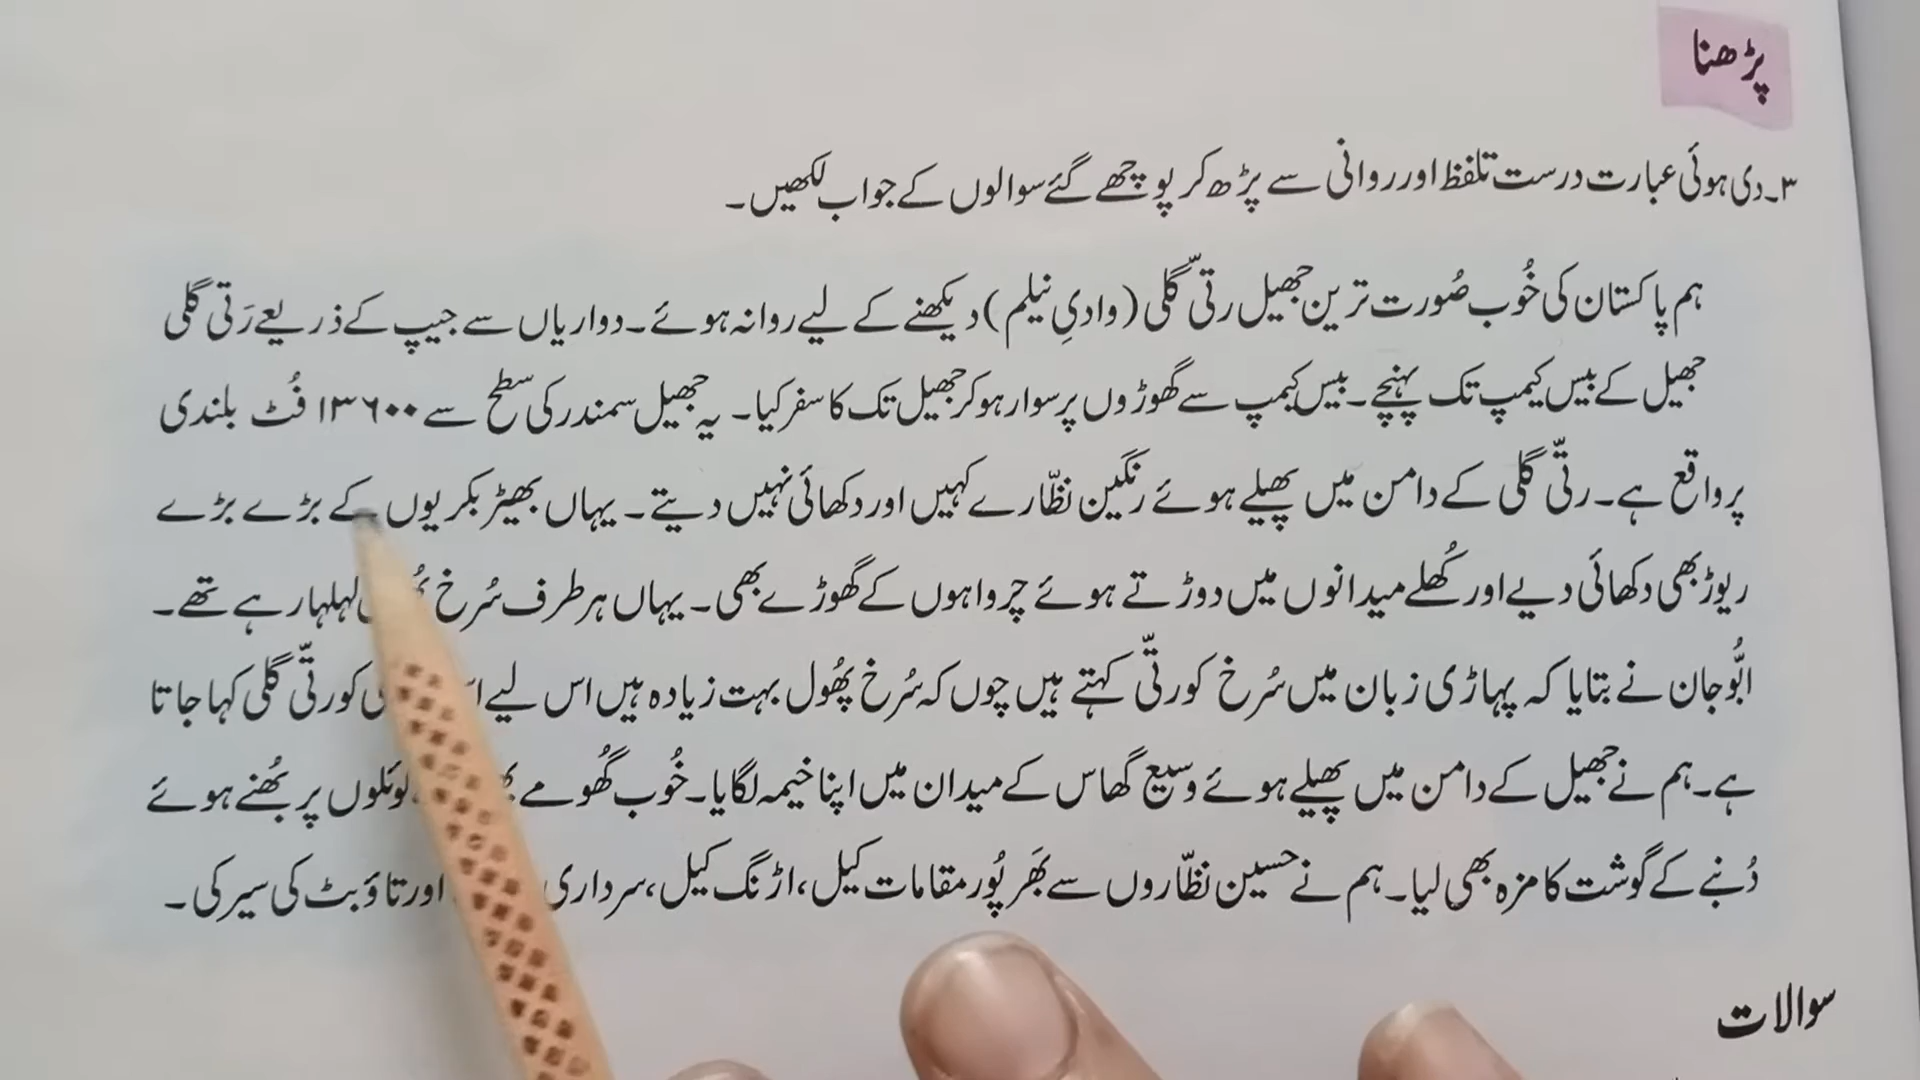 پڑھنا
۳۔ دی ہوئی عبارت درست تلفظ اور روانی سے پڑھ کر پوچھے گئے سوالوں کے جواب لکھیں۔
ہم پاکستان کی خُوب صُورت ترین جھیل رتّی گلی (وادیِ نیلم) دیکھنے کے لیے روانہ ہوئے۔ دواریاں سے جیپ کے ذریعے رَتی گلی
جھیل کے بیس کیمپ تک پہنچے۔ بیس کیمپ سے گھوڑوں پر سوار ہو کر جھیل تک کا سفر کیا۔ یہ جھیل سمندر کی سطح سے ۱۳۶۰۰ فُٹ بلندی
پر واقع ہے۔ رتّی گلی کے دامن میں پھیلے ہوئے رنگین نظّارے کہیں اور دکھائی نہیں دیتے۔ یہاں بھیڑ بکریوں کے بڑے بڑے
ریوڑ بھی دکھائی دیے اور کُھلے میدانوں میں دوڑتے ہوئے چرواہوں کے گھوڑے بھی۔ یہاں ہر طرف سُرخ لہلہا رہے تھے۔
ابُّو جان نے بتایا کہ پہاڑی زبان میں سُرخ کو رتّی کہتے ہیں چوں کہ سُرخ پُھول بہت زیادہ ہیں اس لیے کو رتّی گلی کہا جاتا
ہے۔ ہم نے جھیل کے دامن میں پھیلے ہوئے وسیع گھاس کے میدان میں اپنا خیمہ لگایا۔ خُوب گُھومے پر بُھنے ہوئے
دُنبے کے گوشت کا مزہ بھی لیا۔ ہم نے حسین نظّاروں سے بَھرپُور مقامات کیل، اڑنگ کیل، سرداری اور تاؤبٹ کی سیر کی۔
سوالات